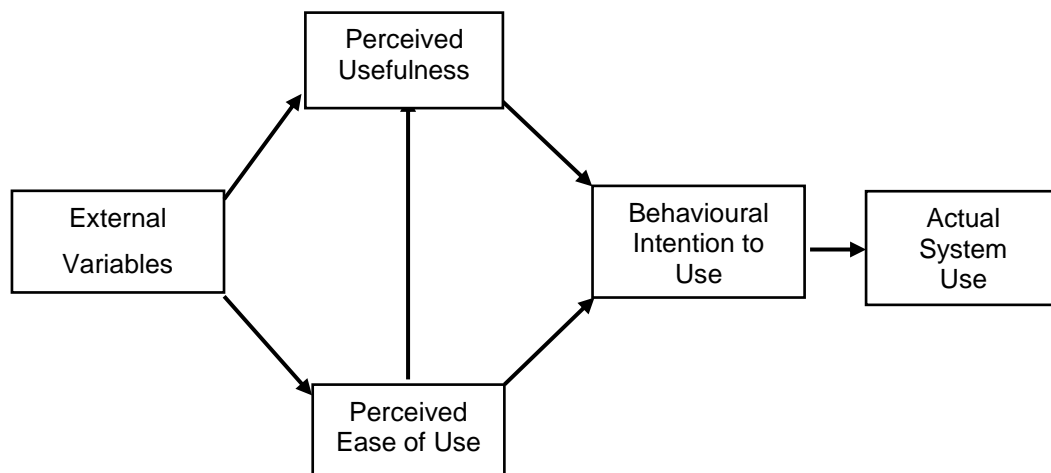 Perceived
Usefulness
External
Variables
Behavioural
Intention to
Use
Actual
System
Use
Perceived
Ease of Use